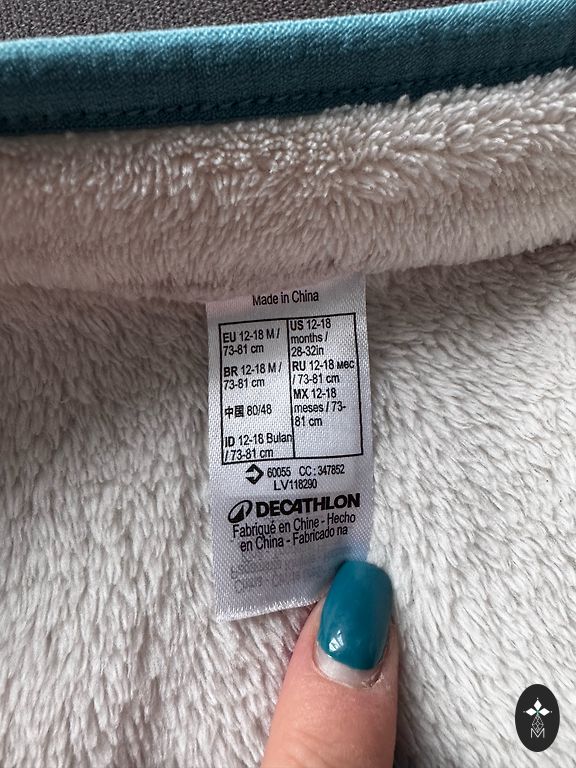 Made in China
EU 12-18 M /
73-81 cm
BR 12-18 M /
73-81 cm
中国 80/48
ID 12-18 Bulan
/ 73-81 cm
US 12-18
months /
28-32in
RU 12-18 мес
/ 73-81 cm
MX 12-18
meses / 73-
81 cm
60055 CC : 347852
LV118290
DECATHLON
Fabriqué en Chine - Hecho
en China - Fabricado na